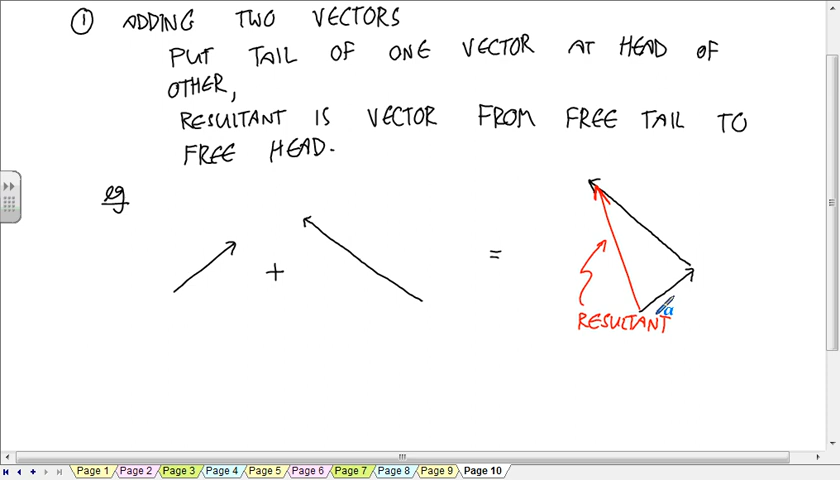 ① ADDING TWO VECTORS
PUT TAIL OF ONE VECTOR AT HEAD OF
OTHER,
RESULTANT IS VECTOR FROM FREE TAIL TO
FREE HEAD.
eg
+ =
RESULTANT
Page 1 Page 2 Page 3 Page 4 Page 5 Page 6 Page 7 Page 8 Page 9 Page 10